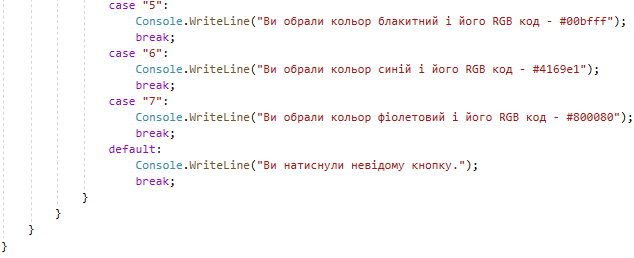 case "5":
Console.WriteLine("Ви обрали кольор блакитний і його RGB код - #00bfff");
break;
case "6":
Console.WriteLine("Ви обрали кольор синій і його RGB код - #4169e1");
break;
case "7":
Console.WriteLine("Ви обрали кольор фіолетовий і його RGB код - #800080");
break;
default:
Console.WriteLine("Ви натиснули невідому кнопку.");
break;
}
}
}
}